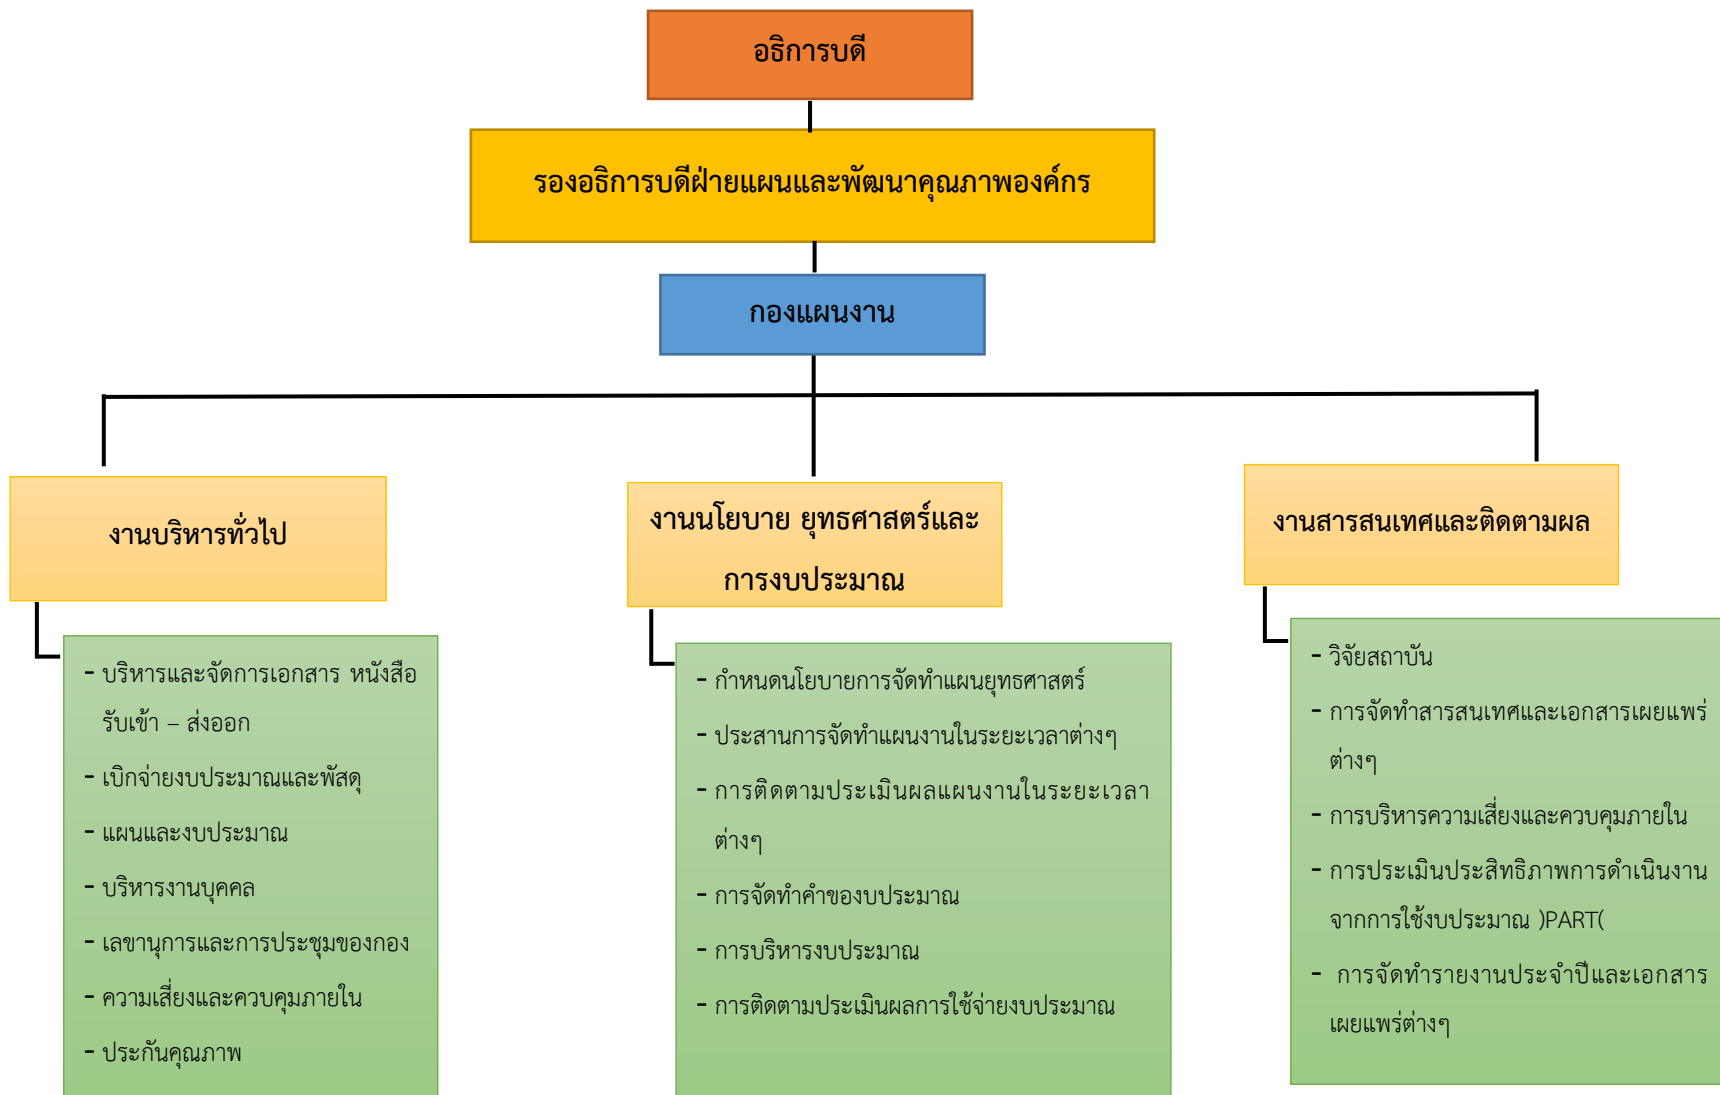 อธิการบดี
รองอธิการบดีฝ่ายแผนและพัฒนาคุณภาพองค์กร
กองแผนงาน
งานบริหารทั่วไป
- บริหารและจัดการเอกสาร หนังสือ
รับเข้า – ส่งออก
- เบิกจ่ายงบประมาณและพัสดุ
- แผนและงบประมาณ
- บริหารงานบุคคล
- เลขานุการและการประชุมของกอง
- ความเสี่ยงและควบคุมภายใน
- ประกันคุณภาพ
งานนโยบาย ยุทธศาสตร์และ
การงบประมาณ
- กำหนดนโยบายการจัดทำแผนยุทธศาสตร์
- ประสานการจัดทำแผนงานในระยะเวลาต่างๆ
- การติดตามประเมินผลแผนงานในระยะเวลา
ต่างๆ
- การจัดทำคำของบประมาณ
- การบริหารงบประมาณ
- การติดตามประเมินผลการใช้จ่ายงบประมาณ
งานสารสนเทศและติดตามผล
- วิจัยสถาบัน
- การจัดทำสารสนเทศและเอกสารเผยแพร่
ต่างๆ
- การบริหารความเสี่ยงและควบคุมภายใน
- การประเมินประสิทธิภาพการดำเนินงาน
จากการใช้งบประมาณ )PART(
- การจัดทำรายงานประจำปีและเอกสาร
เผยแพร่ต่างๆ